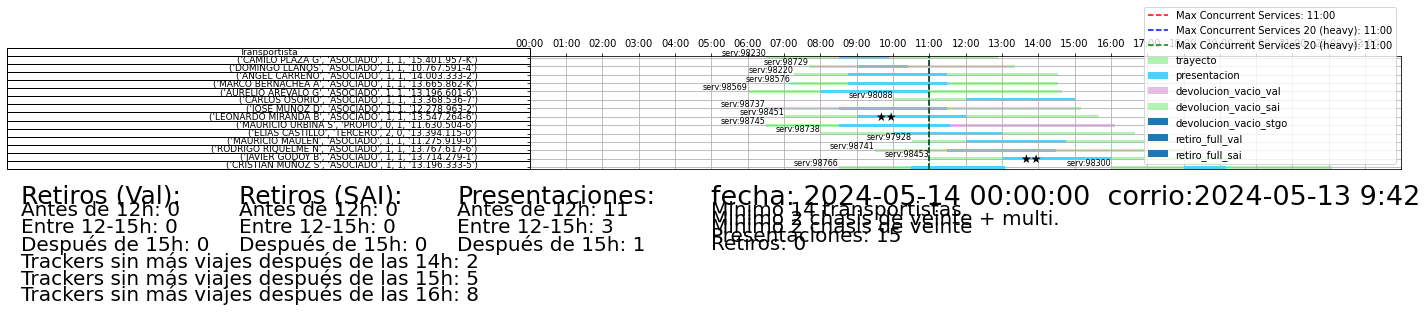 Max Concurrent Services: 11:00
Max Concurrent Services 20 (heavy): 11:00
Max Concurrent Services 20 (heavy): 11:00
trayecto
presentacion
devolucion_vacio_val
devolucion_vacio_sai
devolucion_vacio_stgo
retiro_full_val
retiro_full_sai
00:00 01:00 02:00 03:00 04:00 05:00 06:00 07:00 08:00 09:00 10:00 11:00 12:00 13:00 14:00 15:00 16:00
Transportista
('CAMILO PLAZA G', 'ASOCIADO', 1, 1, '15.401.957-K')
('DOMINGO LLANOS', 'ASOCIADO', 1, 1, '10.767.591-4')
('ANGEL CARREÑO', 'ASOCIADO', 1, 1, '14.003.333-2')
('MARCO BERNACHEA A', 'ASOCIADO', 1, 1, '13.665.862-K')
('AURELIO AREVALO G', 'ASOCIADO', 1, 1, '13.196.601-6')
('CARLOS OSORIO', 'ASOCIADO', 1, 1, '13.368.536-7')
('JOSE MUÑOZ D', 'ASOCIADO', 1, 1, '12.278.963-2')
('LEONARDO MIRANDA B', 'ASOCIADO', 1, 1, '13.547.264-6')
('MAURICIO URBINA S', 'PROPIO', 0, 1, '11.630.504-6')
('ELIAS CASTILLO', 'TERCERO', 2, 0, '13.394.115-0')
('MAURICIO MAULEN', 'ASOCIADO', 1, 1, '11.275.919-0')
('RODRIGO RIQUELME N', 'ASOCIADO', 1, 1, '13.767.617-6')
('JAVIER GODOY B', 'ASOCIADO', 1, 1, '13.714.279-1')
('CRISTIAN MUÑOZ S', 'ASOCIADO', 1, 1, '13.196.333-5')
serv:98230
serv:98729
serv:98220
serv:98576
serv:98569
serv:98088
serv:98737
serv:98451
serv:98745
serv:98738
serv:97928
serv:98741
serv:98453
serv:98766
serv:98300
Retiros (Val):
Antes de 12h: 0
Entre 12-15h: 0
Después de 15h: 0
Trackers sin más viajes después de las 14h: 2
Trackers sin más viajes después de las 15h: 5
Trackers sin más viajes después de las 16h: 8
Retiros (SAI):
Antes de 12h: 0
Entre 12-15h: 0
Después de 15h: 0
Presentaciones:
Antes de 12h: 11
Entre 12-15h: 3
Después de 15h: 1
fecha: 2024-05-14 00:00:00 corrio:2024-05-13 9:42
Minimo 14 transportistas
Minimo 2 chasis de veinte + multi.
Minimo 2 chasis de veinte
Presentaciones: 15
Retiros: 0